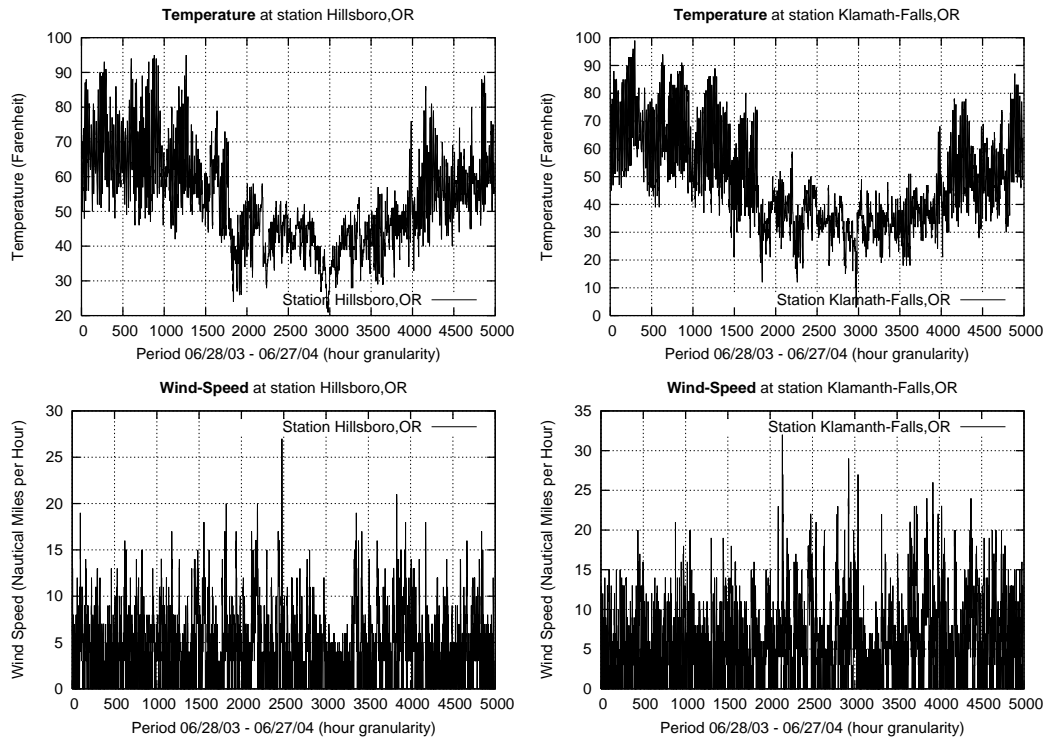 Temperature at station Hillsboro,OR
100
90
80
70
60
50
40
30
20
Temperature (Farenheit)
Station Hillsboro,OR
0 500 1000 1500 2000 2500 3000 3500 4000 4500 5000
Period 06/28/03 - 06/27/04 (hour granularity)
Temperature at station Klamath-Falls,OR
100
90
80
70
60
50
40
30
20
10
0
Temperature (Farenheit)
Station Klamath-Falls,OR
0 500 1000 1500 2000 2500 3000 3500 4000 4500 5000
Period 06/28/03 - 06/27/04 (hour granularity)
Wind-Speed at station Hillsboro,OR
30
25
20
15
10
5
0
Wind Speed (Nautical Miles per Hour)
Station Hillsboro,OR
0 500 1000 1500 2000 2500 3000 3500 4000 4500 5000
Period 06/28/03 - 06/27/04 (hour granularity)
Wind-Speed at station Klamanth-Falls,OR
35
30
25
20
15
10
5
0
Wind Speed (Nautical Miles per Hour)
Station Klamanth-Falls,OR
0 500 1000 1500 2000 2500 3000 3500 4000 4500 5000
Period 06/28/03 - 06/27/04 (hour granularity)